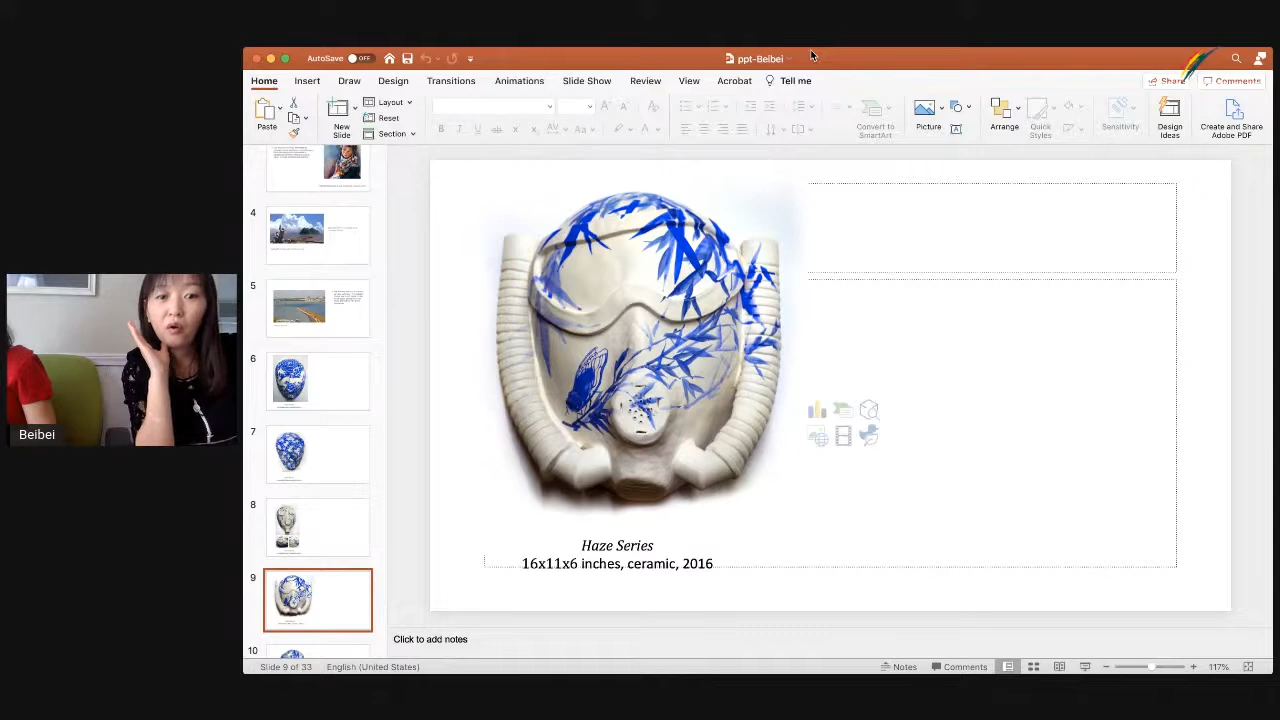 AutoSave OFF
ppt-Beibei
Home Insert Draw Design Transitions Animations Slide Show Review View Acrobat Tell me
Share Comments
Paste
New
Slide
Layout
Reset
Section
Convert to
SmartArt
Picture
Arrange
Quick
Styles
Sensitivity
Design
Ideas
Create and Share
Adobe PDF
4
5
6
7
8
9
10
Beibei
Haze Series
16x11x6 inches, ceramic, 2016
Click to add notes
Slide 9 of 33 English (United States) Notes Comments 117%